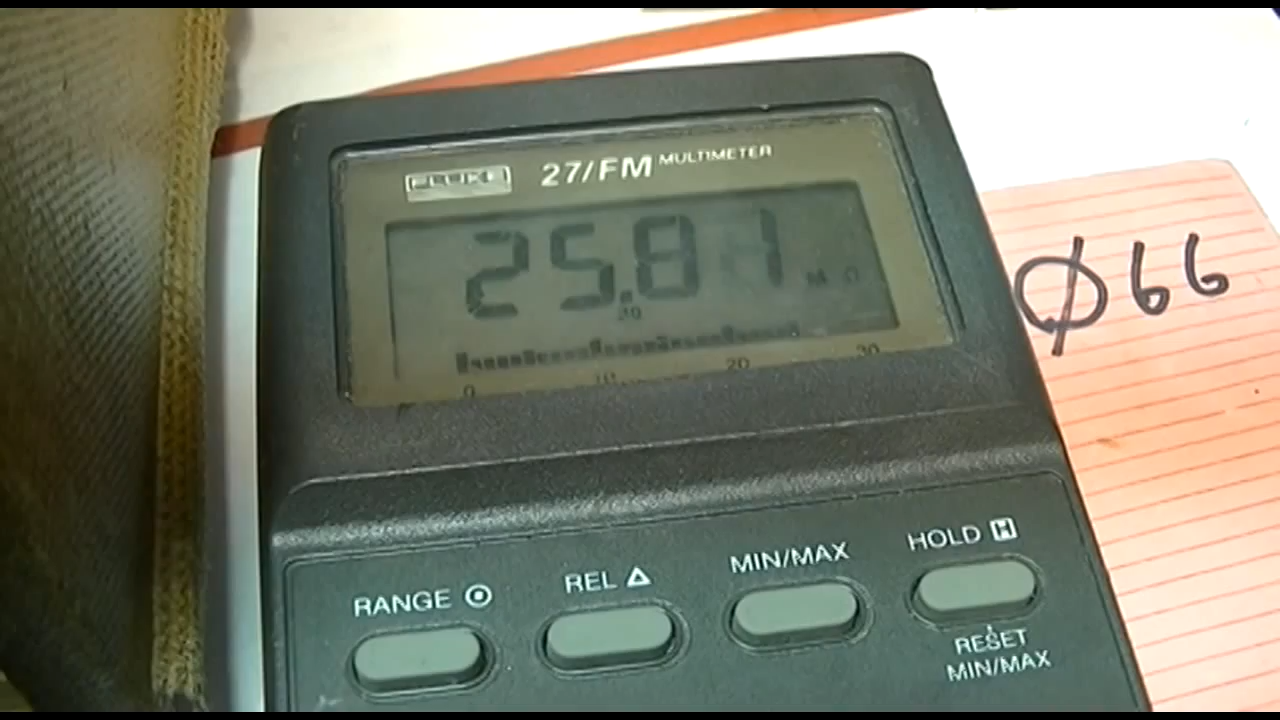 FLUKE 27/FM MULTIMETER
25.81
MΩ
30
0 10 20 30
Ø66
RANGE
REL △
MIN/MAX
HOLD H
RESET
MIN/MAX